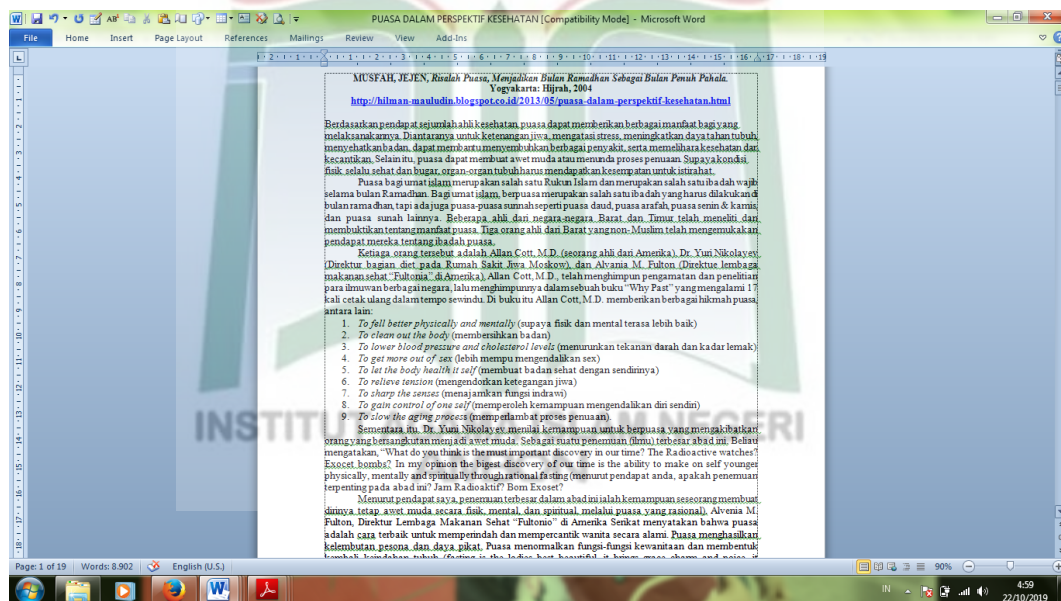 PUASA DALAM PERSPEKTIF KESEHATAN [Compatibility Mode] - Microsoft Word
File Home Insert Page Layout References Mailings Review View Add-Ins
MUSFAH, JEJEN, Risalah Puasa, Menjadikan Bulan Ramadhan Sebagai Bulan Penuh Pahala.
Yogyakarta: Hijrah, 2004
http://hilman-mauludin.blogspot.co.id/2013/05/puasa-dalam-perspektif-kesehatan.html
Berdasarkan pendapat sejumlah ahli kesehatan, puasa dapat memberikan berbagai manfaat bagi yang
melaksakannya. Diantaranya untuk ketenangan jiwa, mengatasi stress, meningkatkan daya tahan tubuh,
menyehatkan badan, dapat membantu menyembuhkan berbagai penyakit, serta memelihara kesehatan dan
kecantikan. Selain itu, puasa dapat membuat awet muda atau menunda proses penuaan. Supaya kondisi
fisik selalu sehat dan bugar, organ-organ tubuh harus mendapatkan kesempatan untuk istirahat.
Puasa bagi umat islam merupakan salah satu Rukun Islam dan merupakan salah satu ibadah wajib
selama bulan Ramadhan. Bagi umat islam, berpuasa merupakan salah satu ibadah yang harus dilakukan di
bulan ramadhan, tapi ada juga puasa-puasa sunnah seperti puasa daud, puasa arafah, puasa senin & kamis,
dan puasa sunah lainnya. Beberapa ahli dari negara-negara Barat dan Timur telah meneliti dan
membuktikan tentang manfaat puasa. Tiga orang ahli dari Barat yang non-Muslim telah mengemukakan
pendapat mereka tentang ibadah puasa.
Ketiga orang tersebut adalah Allan Cott, M.D. (seorang ahli dari Amerika), Dr. Yuri Nikolayev
(Direktur bagian diet pada Rumah Sakit Jiwa Moskow), dan Alvania M. Fulton (Direktue lembaga
makanan sehat "Fultonia" di Amerika). Allan Cott, M.D., telah menghimpun pengamatan dan penelitian
para ilmuwan berbagai negara, lalu menghimpunnya dalam sebuah buku "Why Past" yang mengalami 17
kali cetak ulang dalam tempo sewindu. Di buku itu Allan Cott, M.D. memberikan berbagai hikmah puasa,
antara lain:
1. To fell better physically and mentally (supaya fisik dan mental terasa lebih baik)
2. To clean out the body (membersihkan badan)
3. To lower blood pressure and cholesterol levels (menurunkan tekanan darah dan kadar lemak)
4. To get more out of sex (lebih mempu mengendalikan sex)
5. To let the body health it self (membuat badan sehat dengan sendirinya)
6. To relieve tension (mengendorkan ketegangan jiwa)
7. To sharp the senses (menajamkan fungsi indrawi)
8. To gain control of one self (memperoleh kemampuan mengendalikan diri sendiri)
9. To slow the aging process (memperlambat proses penuaan).
Sementara itu. Dr. Yuri Nikolayev menilai kemampuan untuk berpuasa yang mengakibatkan
orang yang bersangkutan menjadi awet muda. Sebagai suatu penemuan (ilmu) terbesar abad ini. Beliau
mengatakan, "What do you think is the must important discovery in our time? The Radioactive watches?
Exocet bombs? In my opinion the bigest discovery of our time is the ability to make on self younger
physically, mentally and spiritually through rational fasting (menurut pendapat anda, apakah penemuan
terpenting pada abad ini? Jam Radioaktif? Bom Exoset?
Menurut pendapat saya, penemuan terbesar dalam abad ini ialah kemampuan seseorang membuat
dirinya tetap awet muda secara fisik, mental, dan spiritual, melalui puasa yang rasional). Alvenia M.
Fulton, Direktur Lembaga Makanan Sehat "Fultonio" di Amerika Serikat menyatakan bahwa puasa
adalah cara terbaik untuk memperindah dan mempercantik wanita secara alami. Puasa menghasilkan
kelembutan pesona dan daya pikat. Puasa menormalkan fungsi-fungsi kewanitaan dan membentuk
kembali keindahan tubuh (fasting is the ladies best beautiful, it brings grace charm and poice, it
Page: 1 of 19 Words: 8.902 English (U.S.) 90%
IN 4:59
22/10/2019